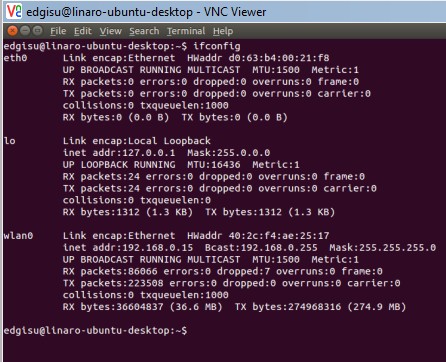 VNC edgisu@linaro-ubuntu-desktop - VNC Viewer
File Edit View Search Terminal Help
edgisu@linaro-ubuntu-desktop:~$ ifconfig
eth0      Link encap:Ethernet  HWaddr d0:63:b4:00:21:f8
          UP BROADCAST RUNNING MULTICAST  MTU:1500  Metric:1
          RX packets:0 errors:0 dropped:0 overruns:0 frame:0
          TX packets:0 errors:0 dropped:0 overruns:0 carrier:0
          collisions:0 txqueuelen:1000
          RX bytes:0 (0.0 B)  TX bytes:0 (0.0 B)
lo        Link encap:Local Loopback
          inet addr:127.0.0.1  Mask:255.0.0.0
          UP LOOPBACK RUNNING  MTU:16436  Metric:1
          RX packets:24 errors:0 dropped:0 overruns:0 frame:0
          TX packets:24 errors:0 dropped:0 overruns:0 carrier:0
          collisions:0 txqueuelen:0
          RX bytes:1312 (1.3 KB)  TX bytes:1312 (1.3 KB)
wlan0     Link encap:Ethernet  HWaddr 40:2c:f4:ae:25:17
          inet addr:192.168.0.15  Bcast:192.168.0.255  Mask:255.255.255.0
          UP BROADCAST RUNNING MULTICAST  MTU:1500  Metric:1
          RX packets:86066 errors:0 dropped:7 overruns:0 frame:0
          TX packets:223508 errors:0 dropped:0 overruns:0 carrier:0
          collisions:0 txqueuelen:1000
          RX bytes:36604837 (36.6 MB)  TX bytes:274968316 (274.9 MB)
edgisu@linaro-ubuntu-desktop:~$